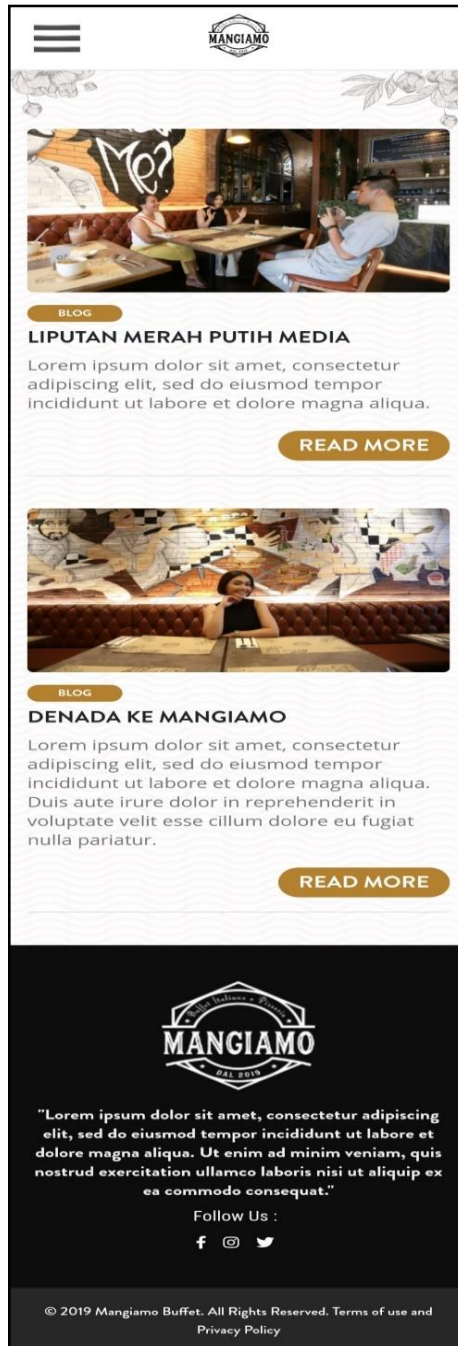 MANGIAMO
DAL 2019
Me?
BLOG
LIPUTAN MERAH PUTIH MEDIA
Lorem ipsum dolor sit amet, consectetur
adipiscing elit, sed do eiusmod tempor
incididunt ut labore et dolore magna aliqua.
READ MORE
BLOG
DENADA KE MANGIAMO
Lorem ipsum dolor sit amet, consectetur
adipiscing elit, sed do eiusmod tempor
incididunt ut labore et dolore magna aliqua.
Duis aute irure dolor in reprehenderit in
voluptate velit esse cillum dolore eu fugiat
nulla pariatur.
READ MORE
Buffet Italiano e Pizzeria
MANGIAMO
DAL 2019
"Lorem ipsum dolor sit amet, consectetur adipiscing
elit, sed do eiusmod tempor incididunt ut labore et
dolore magna aliqua. Ut enim ad minim veniam, quis
nostrud exercitation ullamco laboris nisi ut aliquip ex
ea commodo consequat."
Follow Us :
© 2019 Mangiamo Buffet. All Rights Reserved. Terms of use and
Privacy Policy